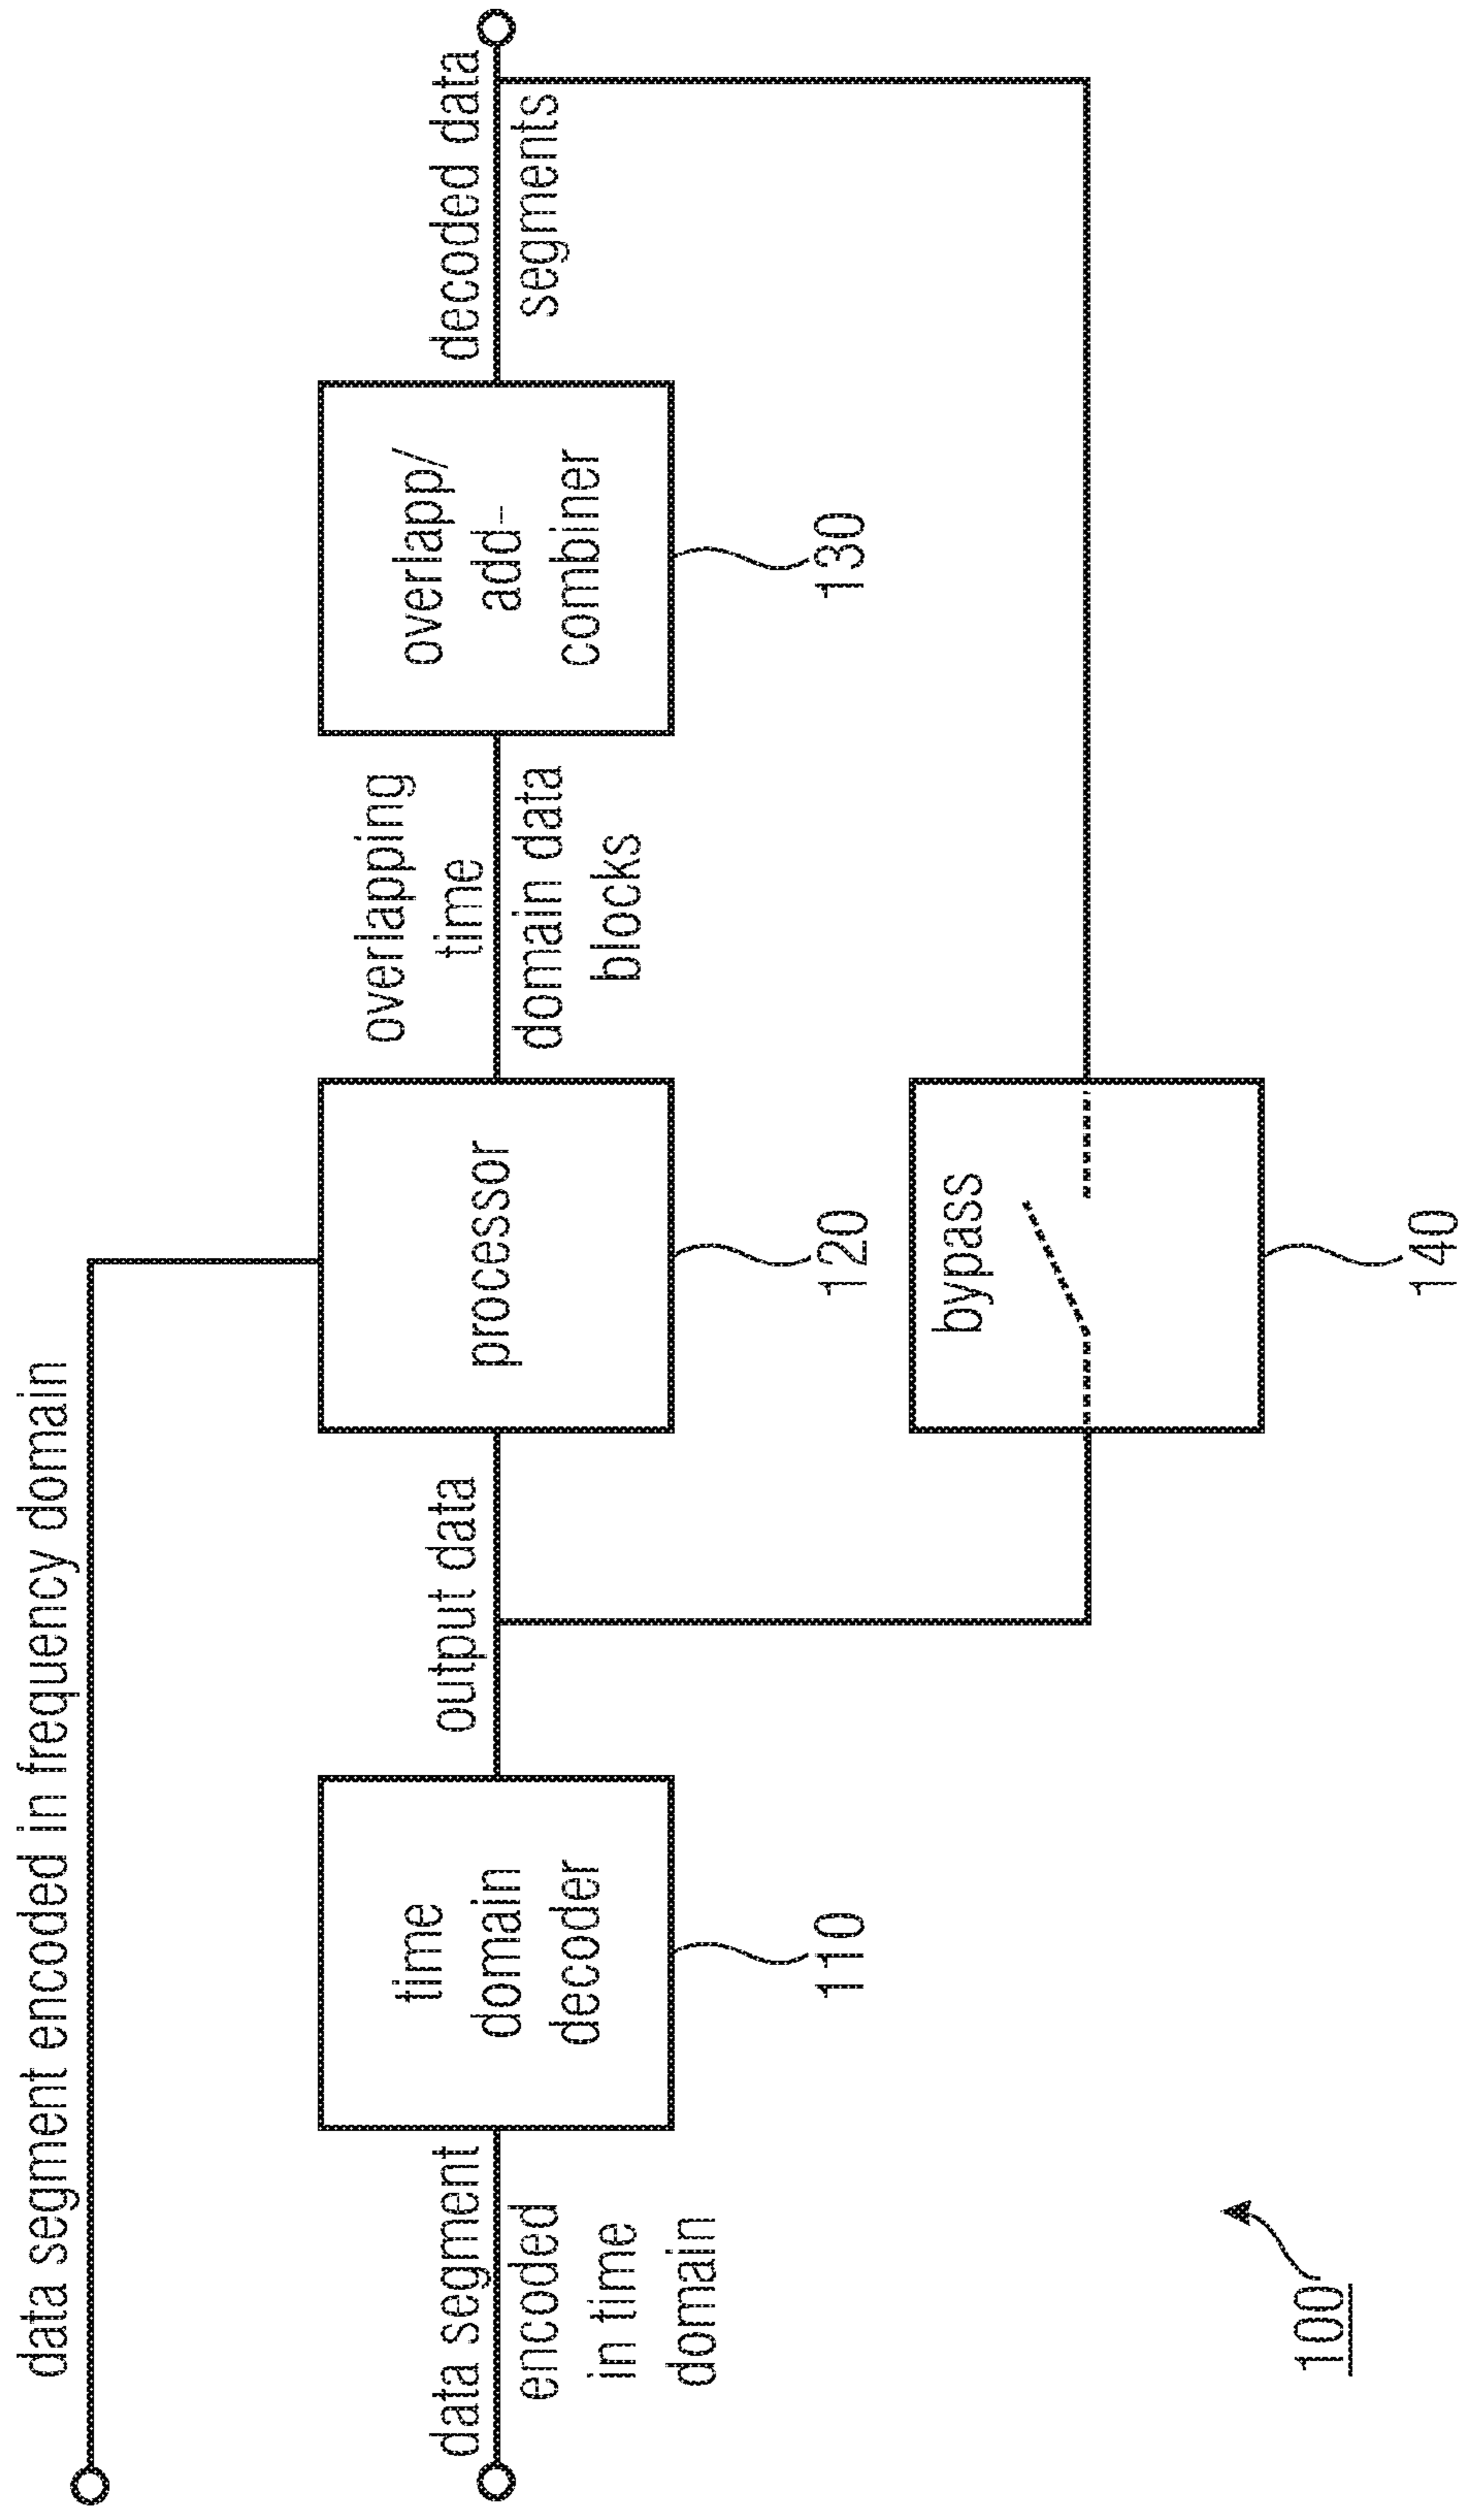 data segment encoded in frequency domain
data segment
encoded
in time
domain
time
domain
decoder
110
output data
processor
120
overlapping
time
domain data
blocks
overlapp/
add-
combiner
130
decoded data
segments
bypass
140
100